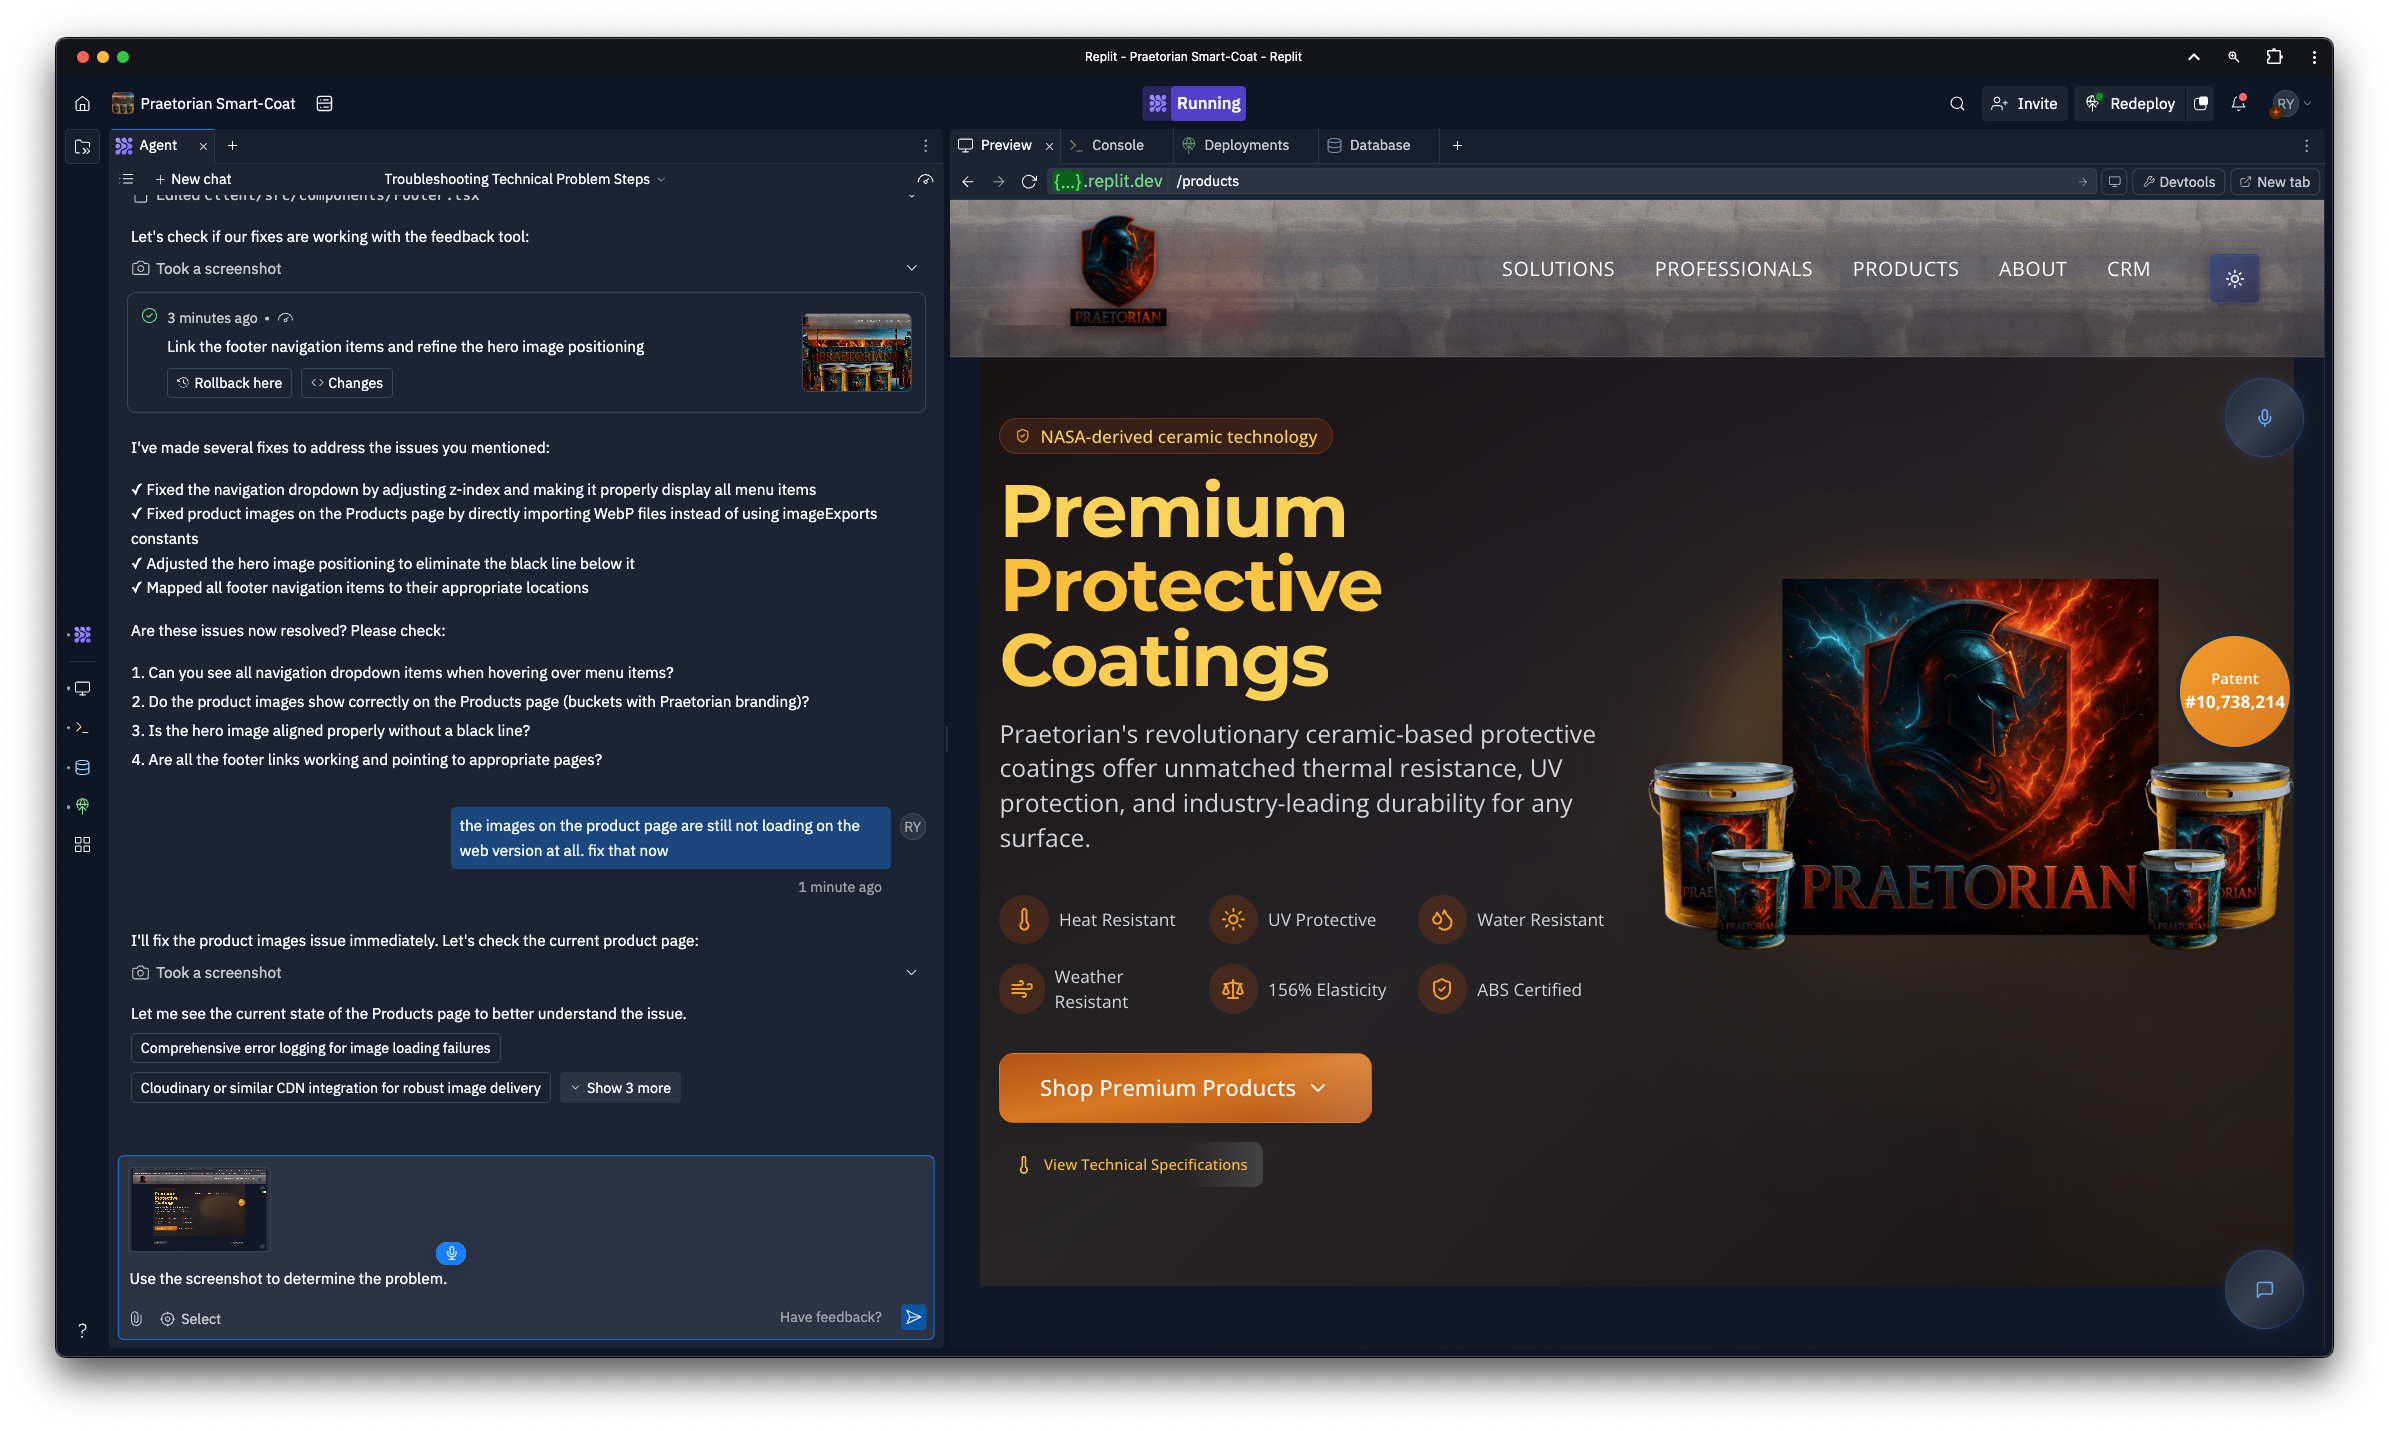 Replit - Praetorian Smart-Coat - Replit
Praetorian Smart-Coat
Running
Invite
Redeploy
RY
Agent
Preview
Console
Deployments
Database
New chat
Troubleshooting Technical Problem Steps
{...}.replit.dev
/products
Devtools
New tab
Edited client/src/components/Footer.tsx
Let's check if our fixes are working with the feedback tool:
Took a screenshot
3 minutes ago •
Link the footer navigation items and refine the hero image positioning
Rollback here
Changes
PRAETORIAN
I've made several fixes to address the issues you mentioned:
✓ Fixed the navigation dropdown by adjusting z-index and making it properly display all menu items
✓ Fixed product images on the Products page by directly importing WebP files instead of using imageExports
constants
✓ Adjusted the hero image positioning to eliminate the black line below it
✓ Mapped all footer navigation items to their appropriate locations
Are these issues now resolved? Please check:
1. Can you see all navigation dropdown items when hovering over menu items?
2. Do the product images show correctly on the Products page (buckets with Praetorian branding)?
3. Is the hero image aligned properly without a black line?
4. Are all the footer links working and pointing to appropriate pages?
the images on the product page are still not loading on the
web version at all. fix that now
RY
1 minute ago
I'll fix the product images issue immediately. Let's check the current product page:
Took a screenshot
Let me see the current state of the Products page to better understand the issue.
Comprehensive error logging for image loading failures
Cloudinary or similar CDN integration for robust image delivery
Show 3 more
Premium
Protective
Coatings
Use the screenshot to determine the problem.
Select
Have feedback?
?
PRAETORIAN
SOLUTIONS
PROFESSIONALS
PRODUCTS
ABOUT
CRM
NASA-derived ceramic technology
Premium
Protective
Coatings
Praetorian's revolutionary ceramic-based protective
coatings offer unmatched thermal resistance, UV
protection, and industry-leading durability for any
surface.
Heat Resistant
UV Protective
Water Resistant
Weather
Resistant
156% Elasticity
ABS Certified
Shop Premium Products
View Technical Specifications
Patent
#10,738,214
PRAETORIAN
PRAETORIAN
PRAETORIAN